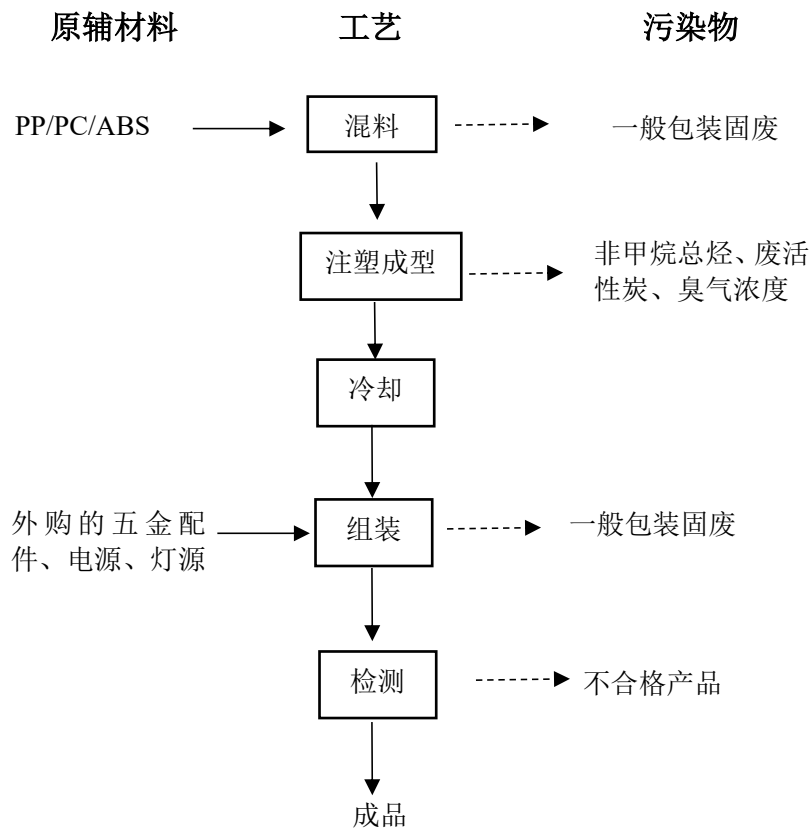 原辅材料 工艺 污染物
PP/PC/ABS 混料 一般包装固废
注塑成型 非甲烷总烃、废活
性炭、臭气浓度
冷却
外购的五金配
件、电源、灯源
组装 一般包装固废
检测 不合格产品
成品